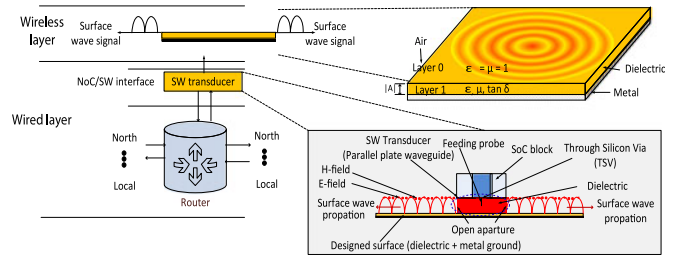 Wireless
layer
Surface
wave signal
Surface
wave signal
Air
Layer 0
ε = μ = 1
Layer 1
ε, μ, tan δ
|A|
Dielectric
Metal
NoC/SW interface
SW transducer
Wired layer
North
Local
North
Local
Router
SW Transducer
(Parallel plate waveguide)
Feeding probe
SoC block
Through Silicon Via
(TSV)
H-field
E-field
Dielectric
Surface wave
propation
Surface wave
propation
Open aparture
Designed surface (dielectric + metal ground)